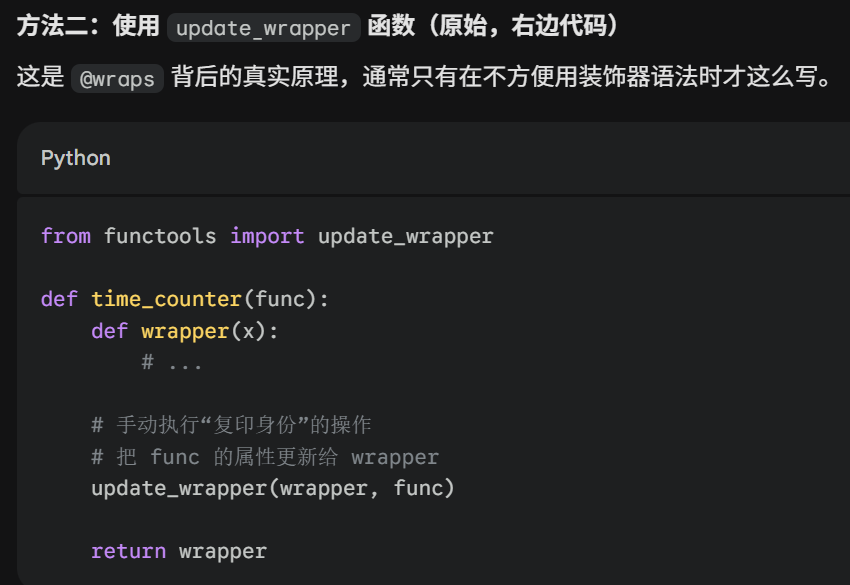 方法二：使用 update_wrapper 函数（原始，右边代码）
这是 @wraps 背后的真实原理，通常只有在不方便用装饰器语法时才这么写。
Python
from functools import update_wrapper
def time_counter(func):
    def wrapper(x):
        # ...
    # 手动执行“复印身份”的操作
    # 把 func 的属性更新给 wrapper
    update_wrapper(wrapper, func)
    return wrapper